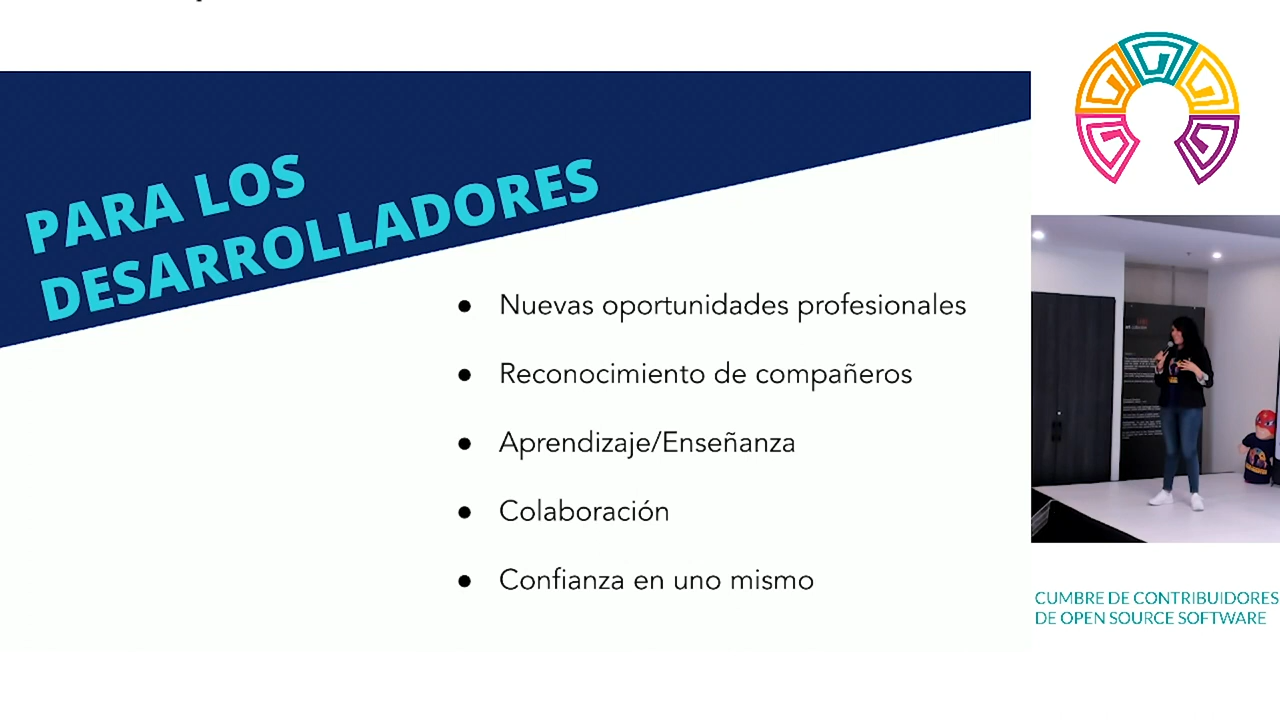 PARA LOS
DESARROLLADORES
● Nuevas oportunidades profesionales
● Reconocimiento de compañeros
● Aprendizaje/Enseñanza
● Colaboración
● Confianza en uno mismo
CUMBRE DE CONTRIBUIDORES
DE OPEN SOURCE SOFTWARE